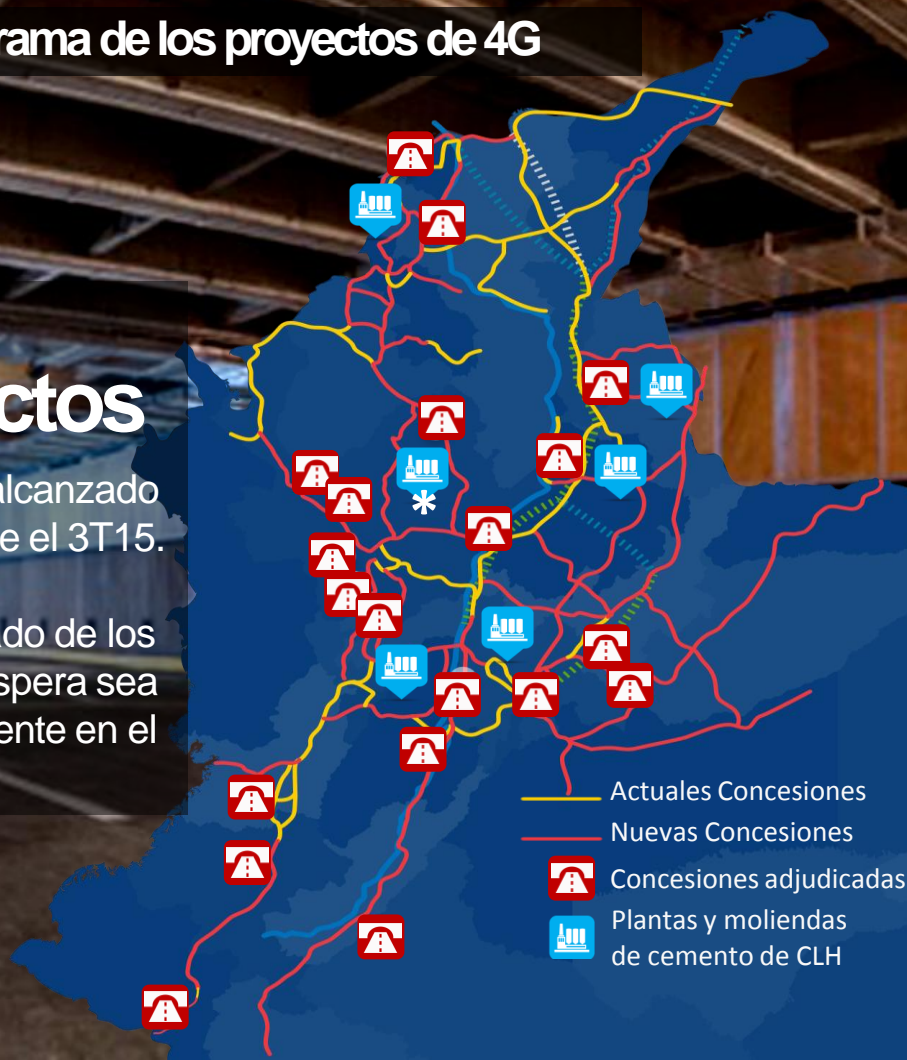 rama de los proyectos de 4G
ctos
alcanzado
e el 3T15.
do de los
spera sea
ente en el
*
Actuales Concesiones
Nuevas Concesiones
Concesiones adjudicadas
Plantas y moliendas
de cemento de CLH